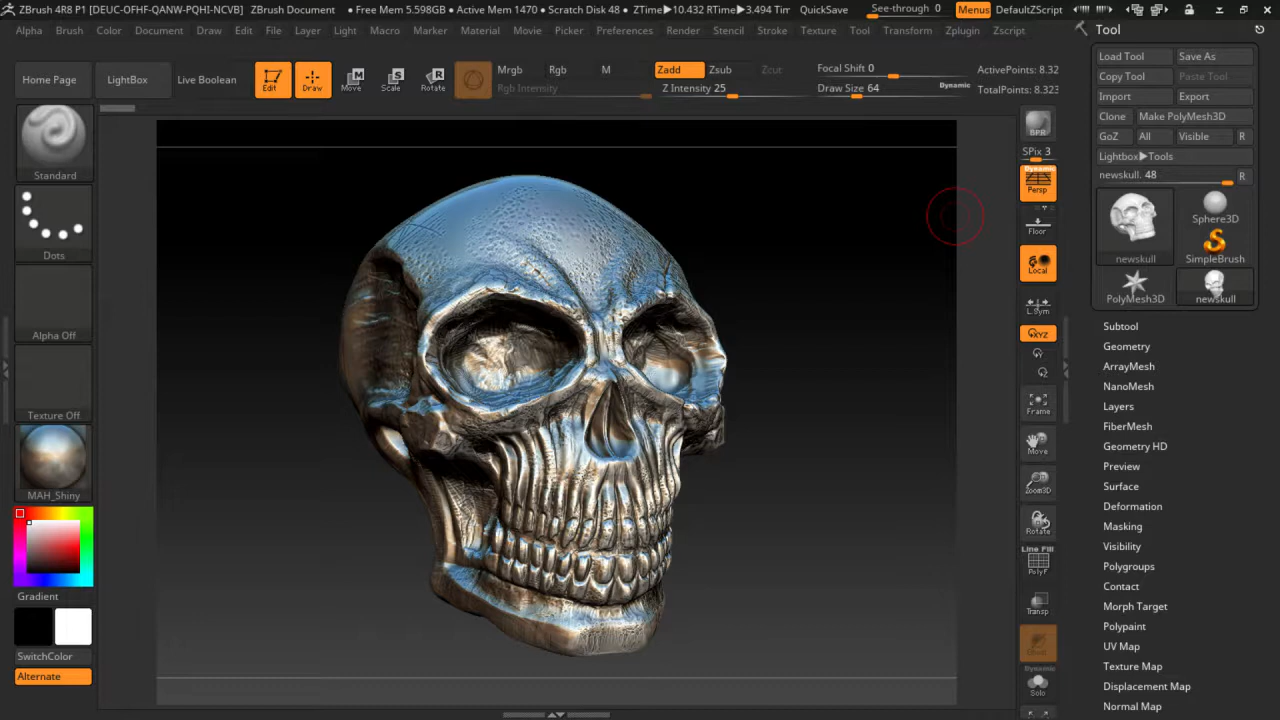 ZBrush 4R8 P1 [DEUC-OFHF-QANW-PQHI-NCVB] ZBrush Document • Free Mem 5.598GB • Active Mem 1470 • Scratch Disk 48 • ZTime▶10.432 RTime▶3.494 Tim QuickSave See-through 0 Menus DefaultZScript
Alpha Brush Color Document Draw Edit File Layer Light Macro Marker Material Movie Picker Preferences Render Stencil Stroke Texture Tool Transform Zplugin Zscript
Home Page LightBox Live Boolean Edit Draw Move Scale Rotate
Mrgb Rgb M
Rgb Intensity
Zadd Zsub Zcut
Z Intensity 25
Focal Shift 0
Draw Size 64 Dynamic
ActivePoints: 8.32
TotalPoints: 8.323
Standard
Dots
Alpha Off
Texture Off
MAH_Shiny
Gradient
SwitchColor
Alternate
BPR
SPix 3
Dynamic
Persp
Floor
Local
L.Sym
XYZ
Frame
Move
Zoom3D
Rotate
Line Fill
PolyF
Transp
Ghost
Dynamic
Solo
Tool
Load Tool Save As
Copy Tool Paste Tool
Import Export
Clone Make PolyMesh3D
GoZ All Visible R
Lightbox▶Tools
newskull. 48 R
newskull Sphere3D
SimpleBrush
PolyMesh3D newskull
Subtool
Geometry
ArrayMesh
NanoMesh
Layers
FiberMesh
Geometry HD
Preview
Surface
Deformation
Masking
Visibility
Polygroups
Contact
Morph Target
Polypaint
UV Map
Texture Map
Displacement Map
Normal Map